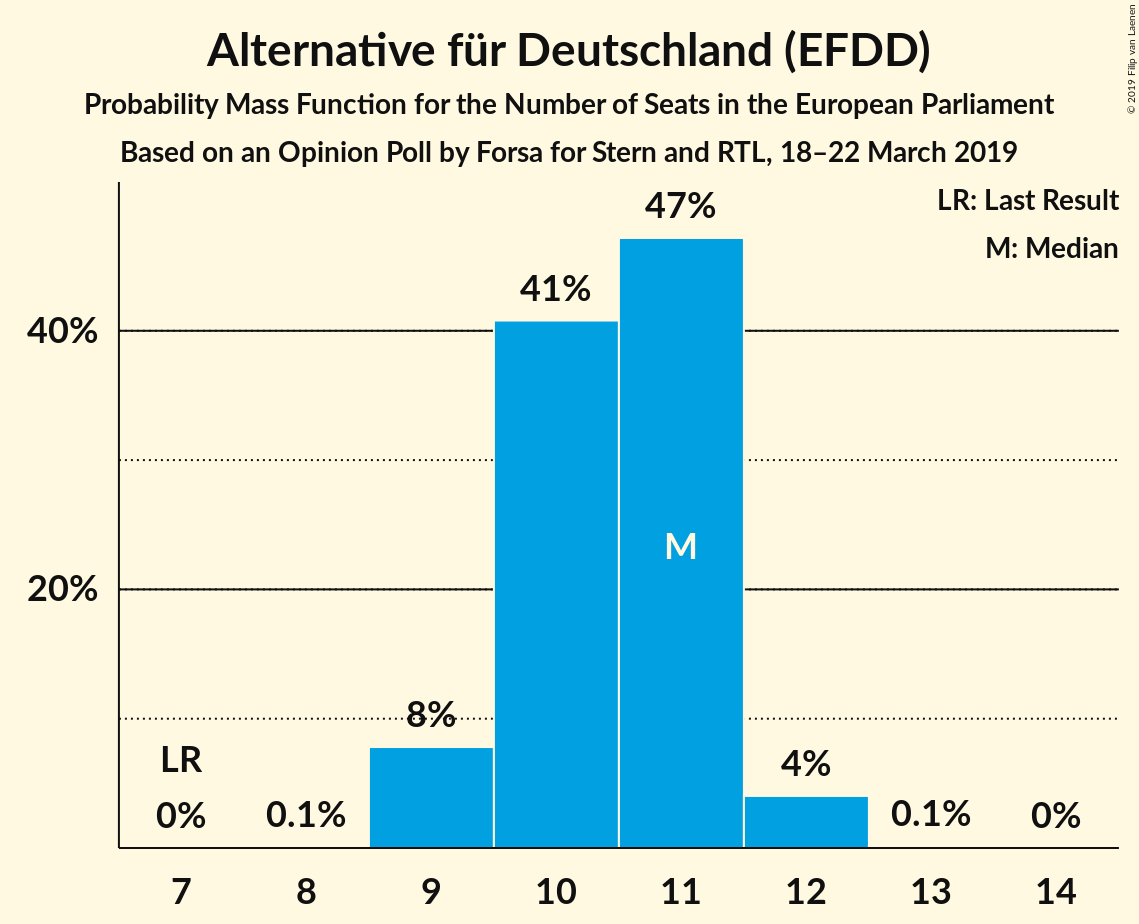 Alternative für Deutschland (EFDD)
Probability Mass Function for the Number of Seats in the European Parliament
Based on an Opinion Poll by Forsa for Stern and RTL, 18–22 March 2019
© 2019 Filip van Laenen
LR: Last Result
M: Median
47%
41%
40%
M
20%
8%
LR
4%
0%
0.1%
0.1%
0%
7 8 9 10 11 12 13 14